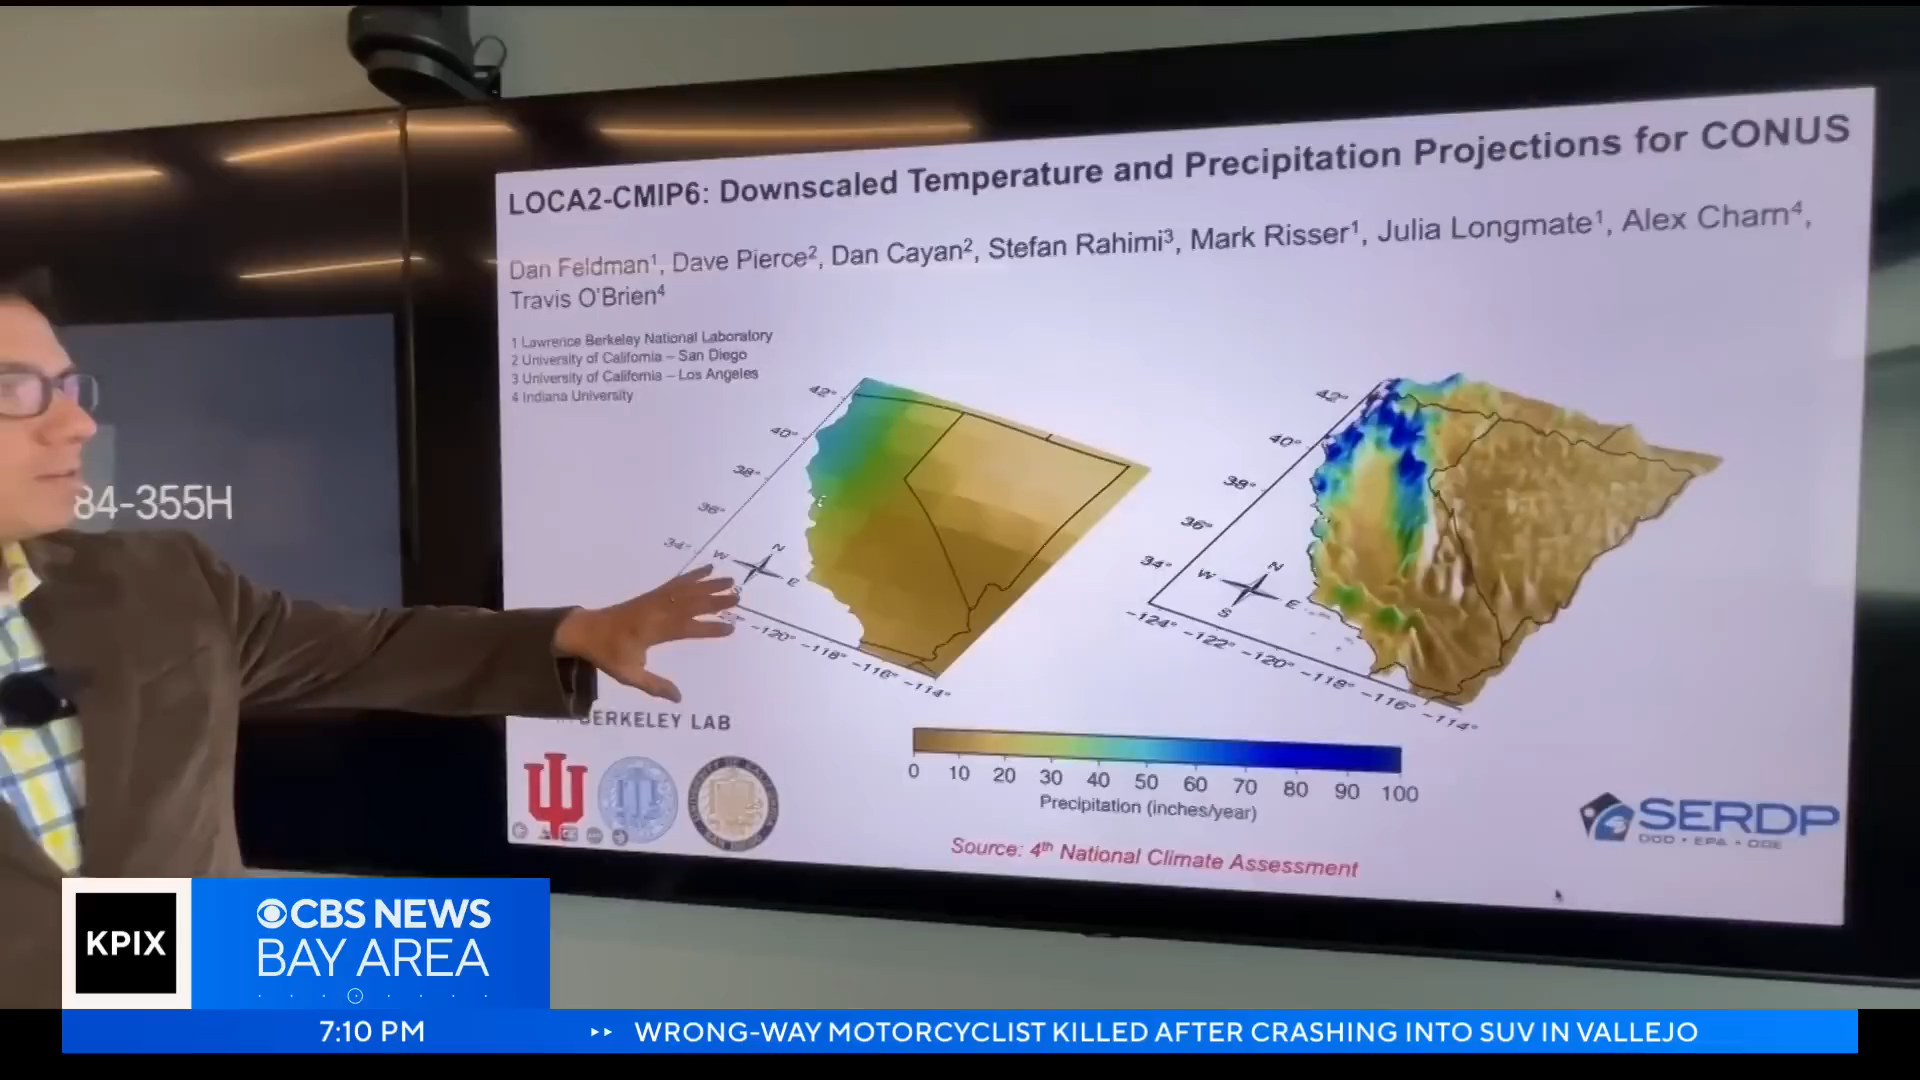 LOCA2-CMIP6: Downscaled Temperature and Precipitation Projections for CONUS
Dan Feldman¹, Dave Pierce², Dan Cayan², Stefan Rahimi³, Mark Risser¹, Julia Longmate¹, Alex Charn⁴,
Travis O'Brien⁴
1 Lawrence Berkeley National Laboratory
2 University of California – San Diego
3 University of California – Los Angeles
4 Indiana University
84-355H
42°
40°
38°
36°
34°
N
W
E
S
-120°
-118°
-116°
-114°
42°
40°
38°
36°
34°
N
W
E
S
-124°
-122°
-120°
-118°
-116°
-114°
BERKELEY LAB
0 10 20 30 40 50 60 70 80 90 100
Precipitation (inches/year)
Source: 4th National Climate Assessment
SERDP
DOD • EPA • DOE
KPIX
CBS NEWS
BAY AREA
7:10 PM
WRONG-WAY MOTORCYCLIST KILLED AFTER CRASHING INTO SUV IN VALLEJO